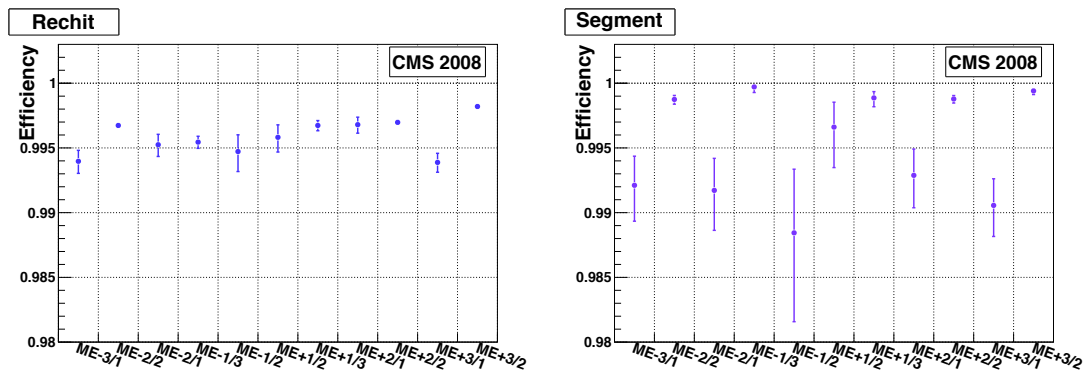 Rechit
Efficiency
CMS 2008
1
0.995
0.99
0.985
0.98
ME-3/1
ME-2/2
ME-2/1
ME-1/3
ME-1/2
ME+1/2
ME+1/3
ME+2/1
ME+2/2
ME+3/1
ME+3/2
Segment
Efficiency
CMS 2008
1
0.995
0.99
0.985
0.98
ME-3/1
ME-2/2
ME-2/1
ME-1/3
ME-1/2
ME+1/2
ME+1/3
ME+2/1
ME+2/2
ME+3/1
ME+3/2